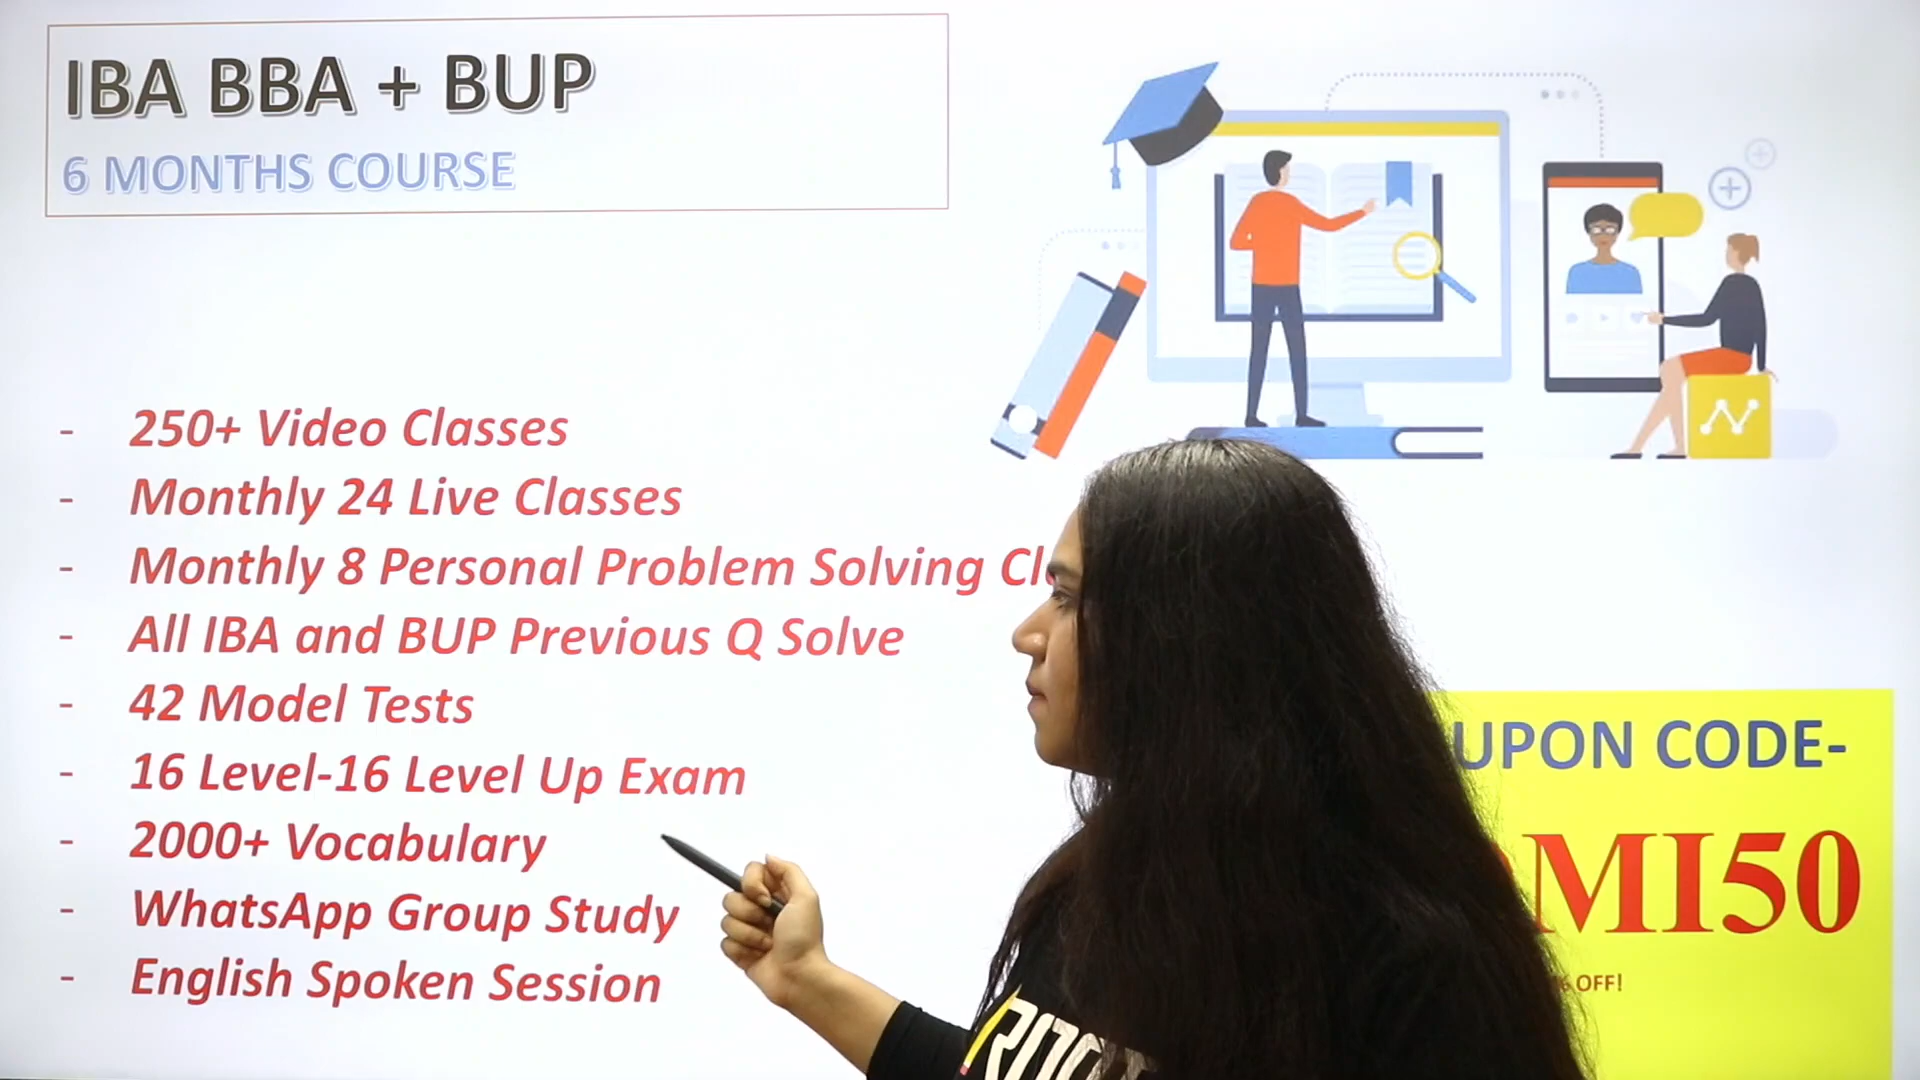 IBA BBA + BUP
6 MONTHS COURSE
- 250+ Video Classes
- Monthly 24 Live Classes
- Monthly 8 Personal Problem Solving
- All IBA and BUP Previous Q Solve
- 42 Model Tests
- 16 Level-16 Level Up Exam
- 2000+ Vocabulary
- WhatsApp Group Study
- English Spoken Session
UPON CODE-
MI50
% OFF!